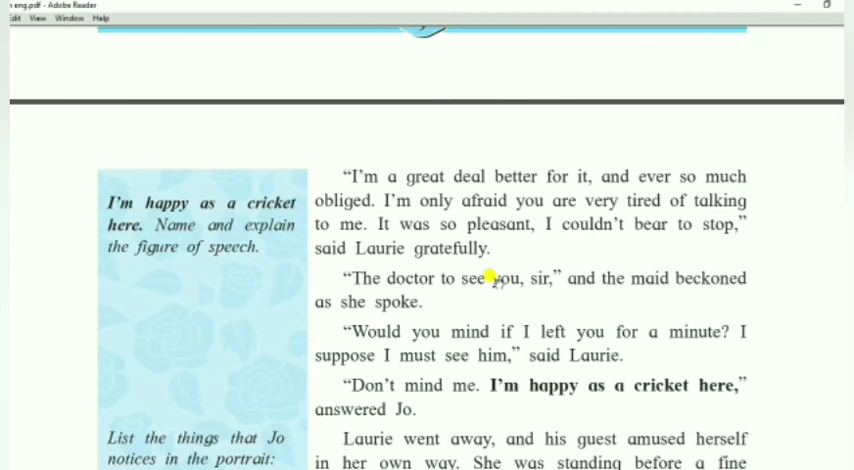 eng.pdf - Adobe Reader
Edit View Window Help
I'm happy as a cricket
here. Name and explain
the figure of speech.
"I'm a great deal better for it, and ever so much
obliged. I'm only afraid you are very tired of talking
to me. It was so pleasant, I couldn't bear to stop,"
said Laurie gratefully.
"The doctor to see you, sir," and the maid beckoned
as she spoke.
"Would you mind if I left you for a minute? I
suppose I must see him," said Laurie.
"Don't mind me. I'm happy as a cricket here,"
answered Jo.
List the things that Jo
notices in the portrait:
Laurie went away, and his guest amused herself
in her own way. She was standing before a fine